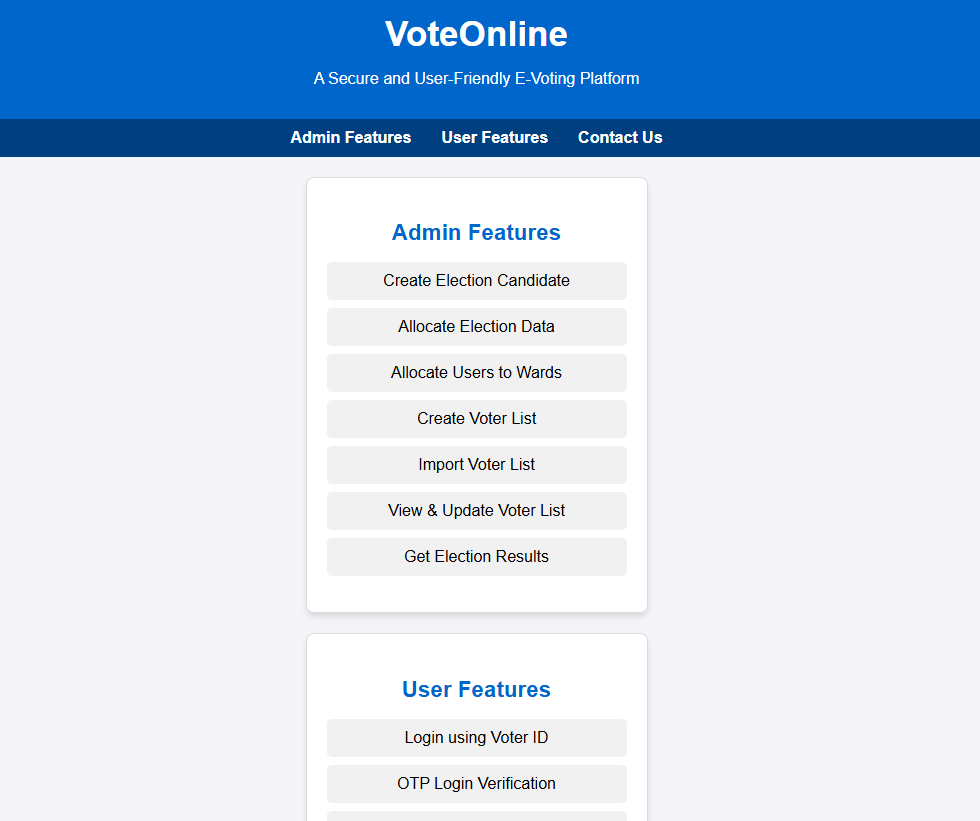 VoteOnline
A Secure and User-Friendly E-Voting Platform
Admin Features User Features Contact Us
Admin Features
Create Election Candidate
Allocate Election Data
Allocate Users to Wards
Create Voter List
Import Voter List
View & Update Voter List
Get Election Results
User Features
Login using Voter ID
OTP Login Verification